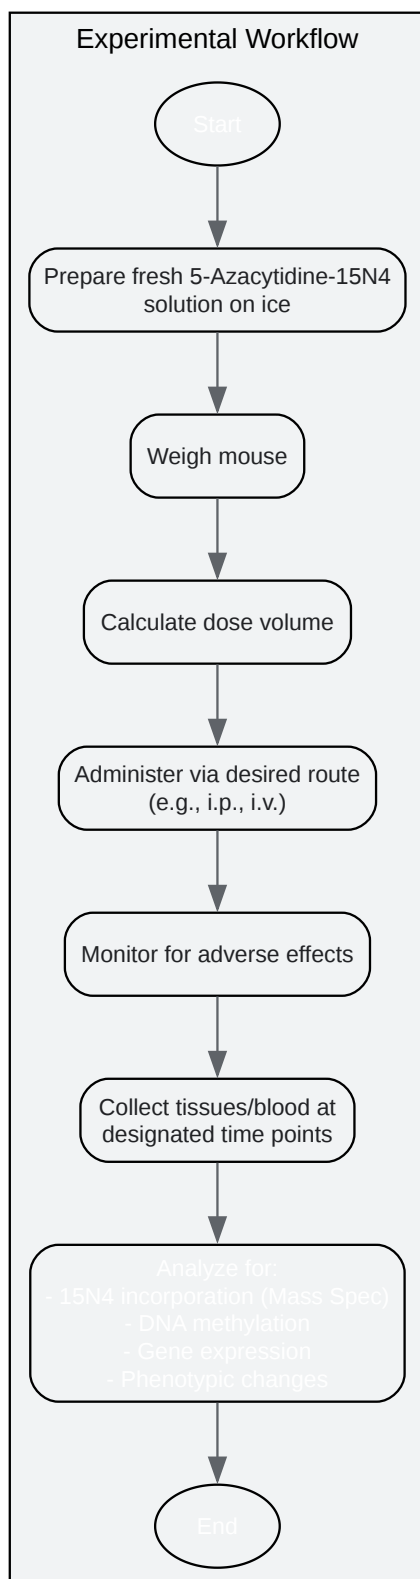 Experimental Workflow
Start
Prepare fresh 5-Azacytidine-15N4
solution on ice
Weigh mouse
Calculate dose volume
Administer via desired route
(e.g., i.p., i.v.)
Monitor for adverse effects
Collect tissues/blood at
designated time points
Analyze for:
- 15N4 incorporation (Mass Spec)
- DNA methylation
- Gene expression
- Phenotypic changes
End